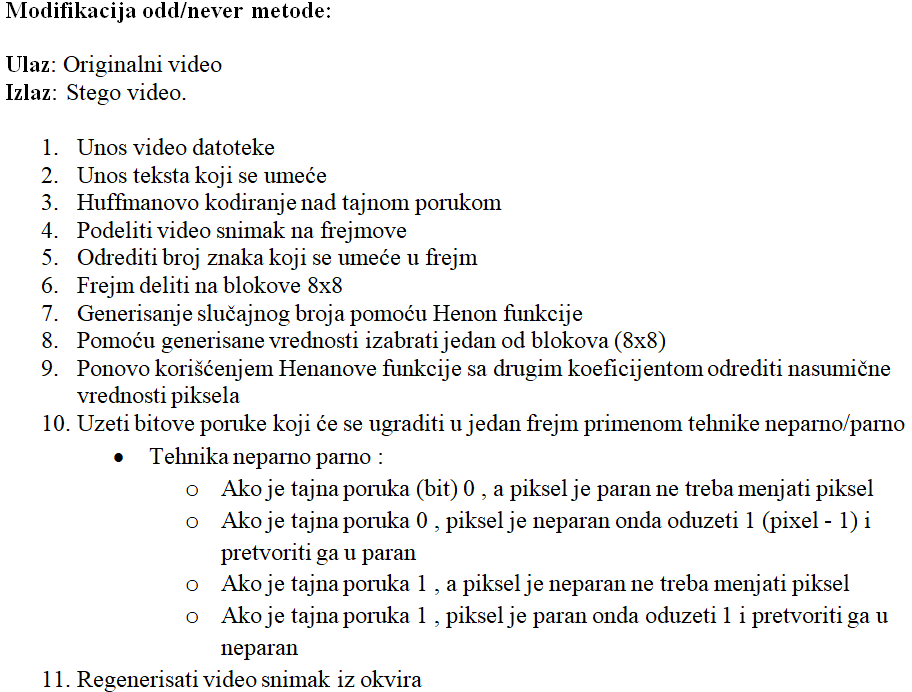 Modifikacija odd/never metode:
Ulaz: Originalni video
Izlaz: Stego video.
1. Unos video datoteke
2. Unos teksta koji se umeće
3. Huffmanovo kodiranje nad tajnom porukom
4. Podeliti video snimak na frejmove
5. Odrediti broj znaka koji se umeće u frejm
6. Frejm deliti na blokove 8x8
7. Generisanje slučajnog broja pomoću Henon funkcije
8. Pomoću generisane vrednosti izabrati jedan od blokova (8x8)
9. Ponovo korišćenjem Henanove funkcije sa drugim koeficijentom odrediti nasumične
vrednosti piksela
10. Uzeti bitove poruke koji će se ugraditi u jedan frejm primenom tehnike neparno/parno
• Tehnika neparno parno :
o Ako je tajna poruka (bit) 0 , a piksel je paran ne treba menjati piksel
o Ako je tajna poruka 0 , piksel je neparan onda oduzeti 1 (pixel - 1) i
pretvoriti ga u paran
o Ako je tajna poruka 1 , a piksel je neparan ne treba menjati piksel
o Ako je tajna poruka 1 , piksel je paran onda oduzeti 1 i pretvoriti ga u
neparan
11. Regenerisati video snimak iz okvira